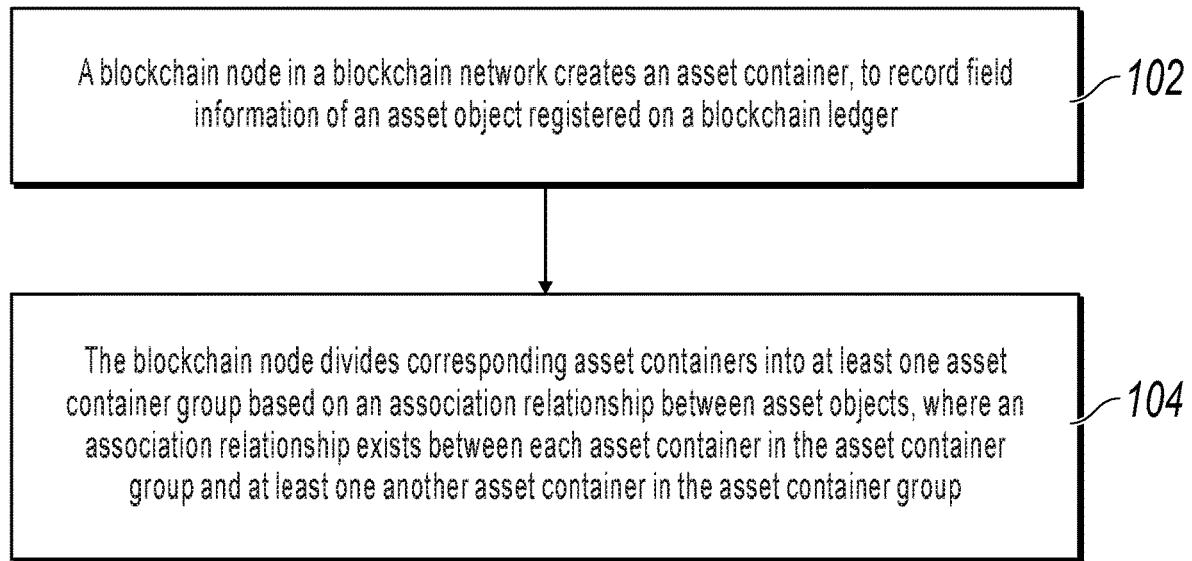 A blockchain node in a blockchain network creates an asset container, to record field
information of an asset object registered on a blockchain ledger
102
The blockchain node divides corresponding asset containers into at least one asset
container group based on an association relationship between asset objects, where an
association relationship exists between each asset container in the asset container
group and at least one another asset container in the asset container group
104